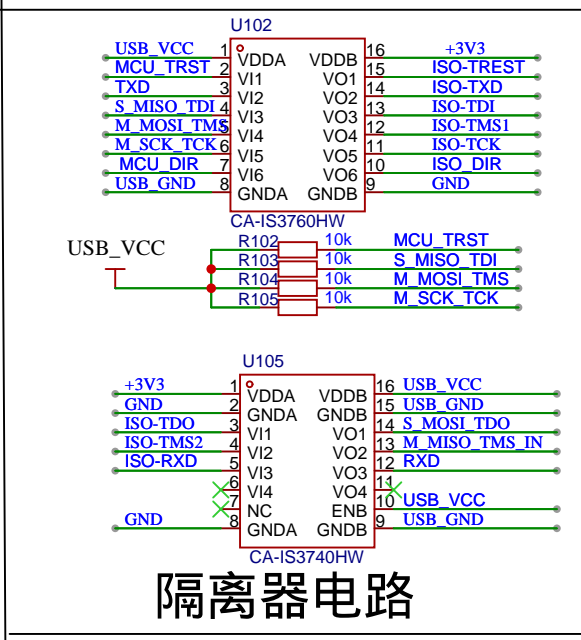 U102
USB_VCC 1 VDDA VDDB 16 +3V3
MCU_TRST 2 VI1 VO1 15 ISO-TREST
TXD 3 VI2 VO2 14 ISO-TXD
S_MISO_TDI 4 VI3 VO3 13 ISO-TDI
M_MOSI_TMS 5 VI4 VO4 12 ISO-TMS1
M_SCK_TCK 6 VI5 VO5 11 ISO-TCK
MCU_DIR 7 VI6 VO6 10 ISO_DIR
USB_GND 8 GNDA GNDB 9 GND
CA-IS3760HW
USB_VCC
R102 10k MCU_TRST
R103 10k S_MISO_TDI
R104 10k M_MOSI_TMS
R105 10k M_SCK_TCK
U105
+3V3 1 VDDA VDDB 16 USB_VCC
GND 2 GNDA GNDB 15 USB_GND
ISO-TDO 3 VI1 VO1 14 S_MOSI_TDO
ISO-TMS2 4 VI2 VO2 13 M_MISO_TMS_IN
ISO-RXD 5 VI3 VO3 12 RXD
6 VI4 VO4 11
7 NC ENB 10 USB_VCC
GND 8 GNDA GNDB 9 USB_GND
CA-IS3740HW
隔离器电路